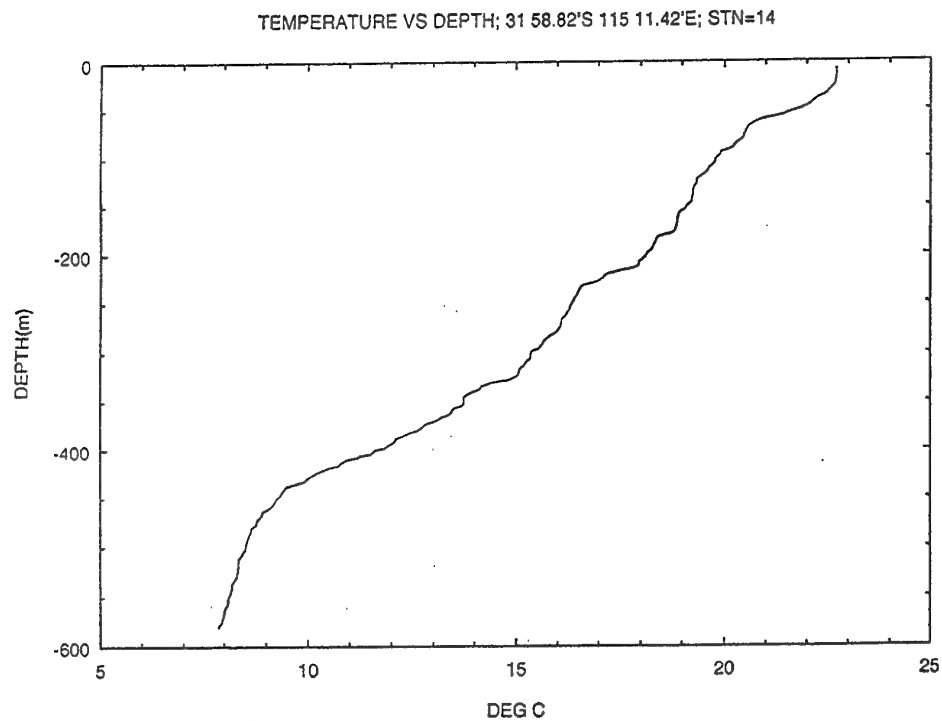 TEMPERATURE VS DEPTH; 31 58.82'S 115 11.42'E; STN=14
0
-200
-400
-600
DEPTH(m)
5 10 15 20 25
DEG C